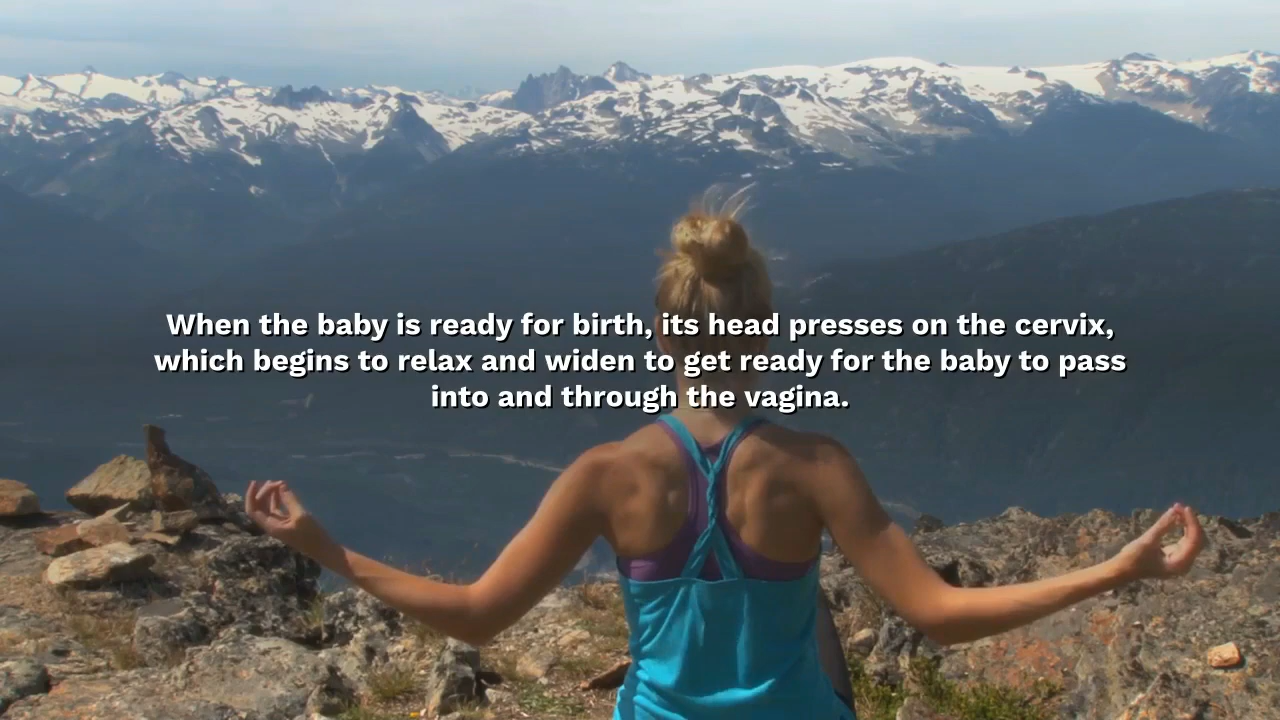 When the baby is ready for birth, its head presses on the cervix,
which begins to relax and widen to get ready for the baby to pass
into and through the vagina.